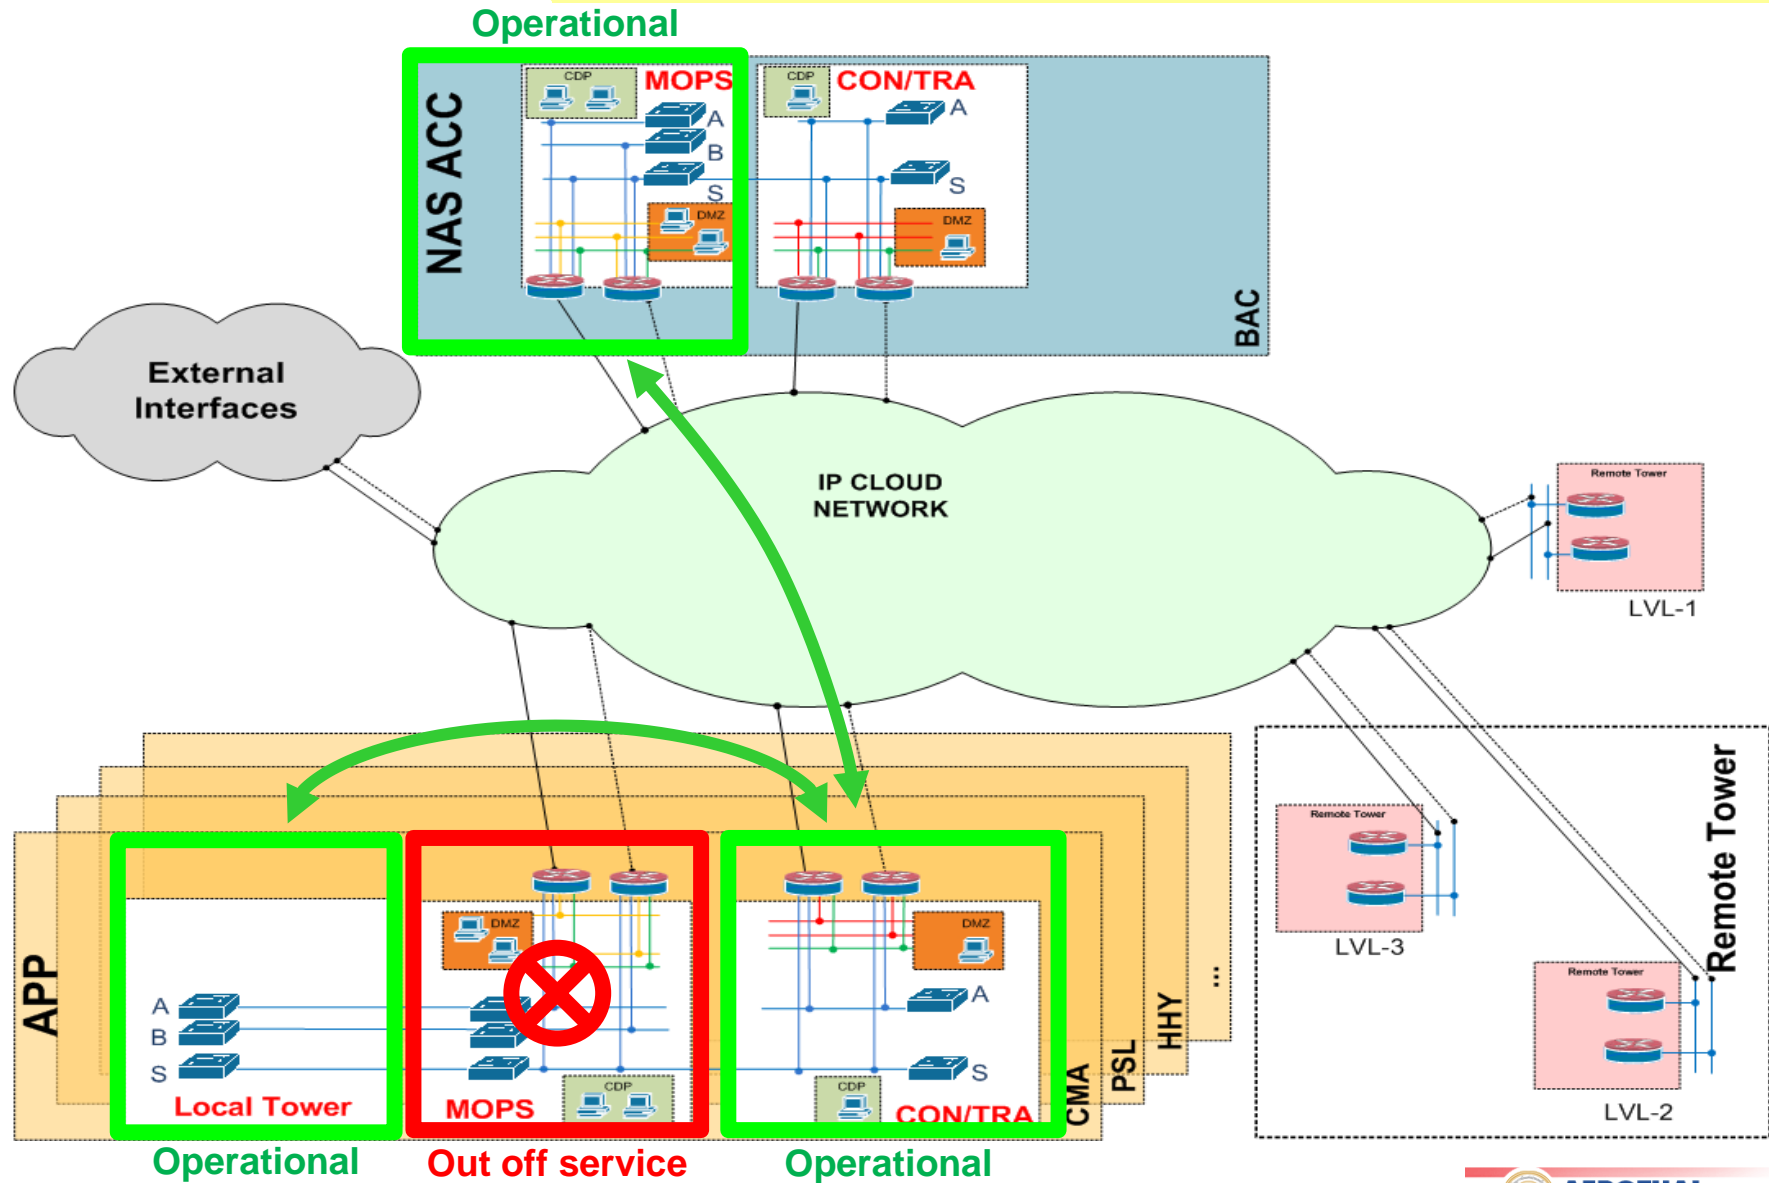 Operational
NAS ACC
CDP
MOPS
A
B
S
DMZ
CDP
CON/TRA
A
S
DMZ
BAC
External
Interfaces
IP CLOUD
NETWORK
Remote Tower
LVL-1
Remote Tower
Remote Tower
LVL-3
Remote Tower
LVL-2
APP
A
B
S
Local Tower
DMZ
CDP
MOPS
DMZ
A
S
CDP
CON/TRA
CMA
PSL
HHY
...
Operational
Out off service
Operational